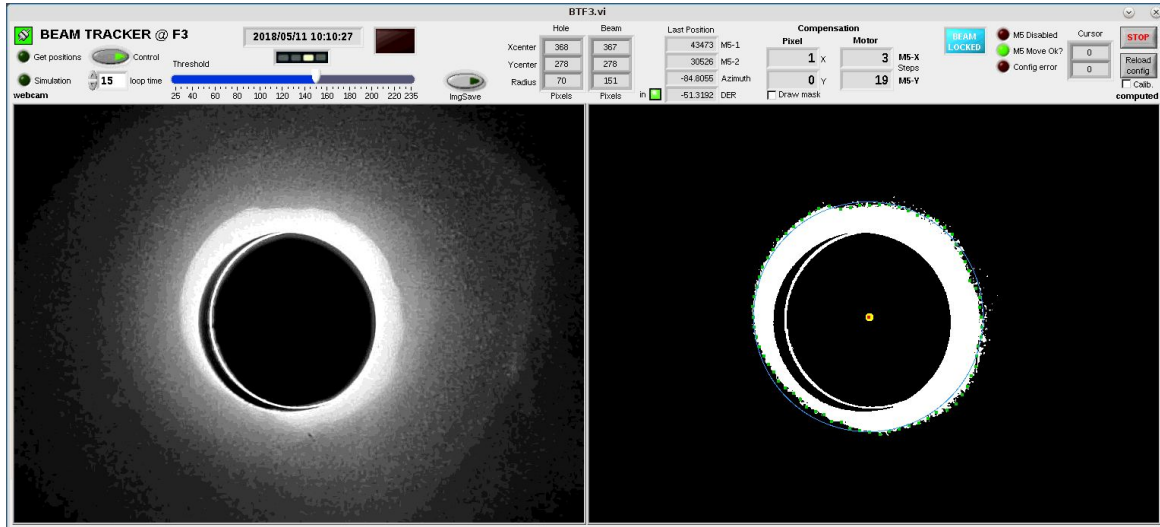 BTF3.vi
BEAM TRACKER @ F3
2018/05/11 10:10:27
Get positions
Control
Simulation
15 loop time
webcam
Threshold
25 40 60 80 100 120 140 160 180 200 220 235
ImgSave
Hole Beam
Xcenter 368 367
Ycenter 278 278
Radius 70 151
Pixels Pixels
Last Position
43473 M5-1
30526 M5-2
-84.8055 Azimuth
in -51.3192 DER
Compensation
Pixel Motor
1 X 3 M5-X
Steps
0 Y 19 M5-Y
Draw mask
BEAM
LOCKED
M5 Disabled
M5 Move Ok?
Config error
Cursor
0
0
STOP
Reload
config
Calib.
computed